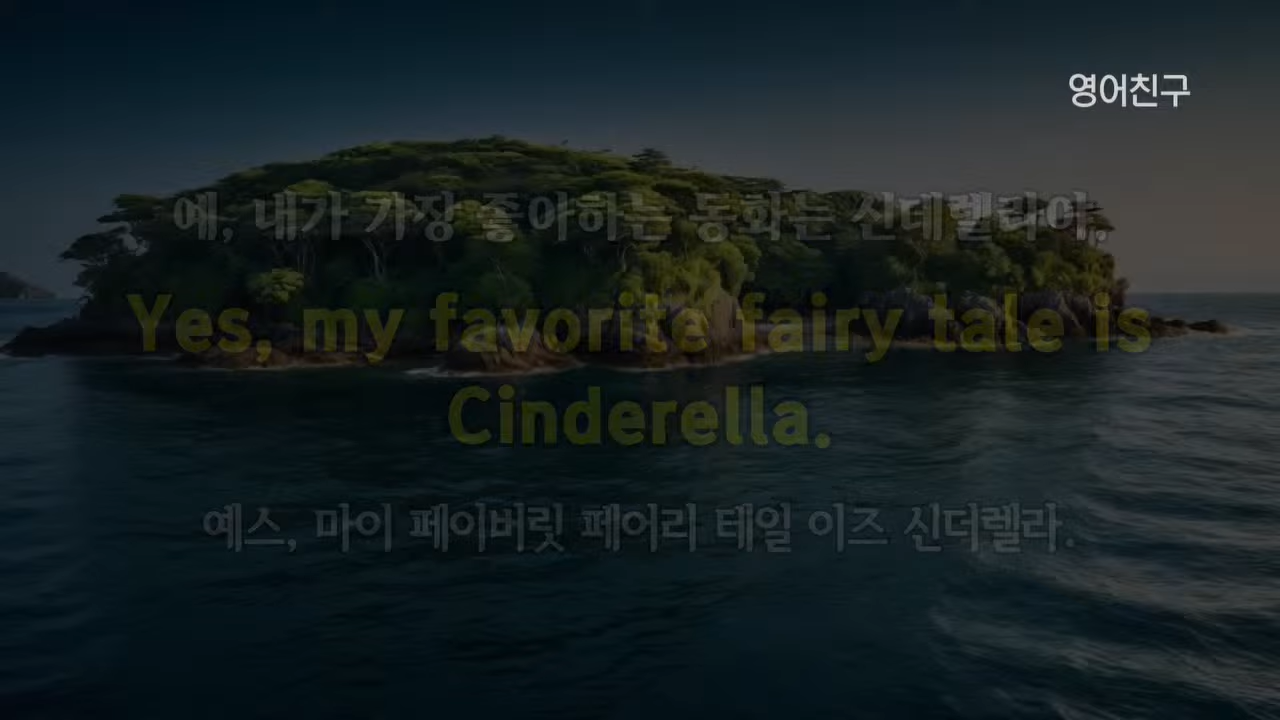 영어친구
예, 내가 가장 좋아하는 동화는 신데렐라야,
Yes, my favorite fairy tale is
Cinderella.
예스, 마이 페이버릿 페어리 테일 이즈 신더렐라.